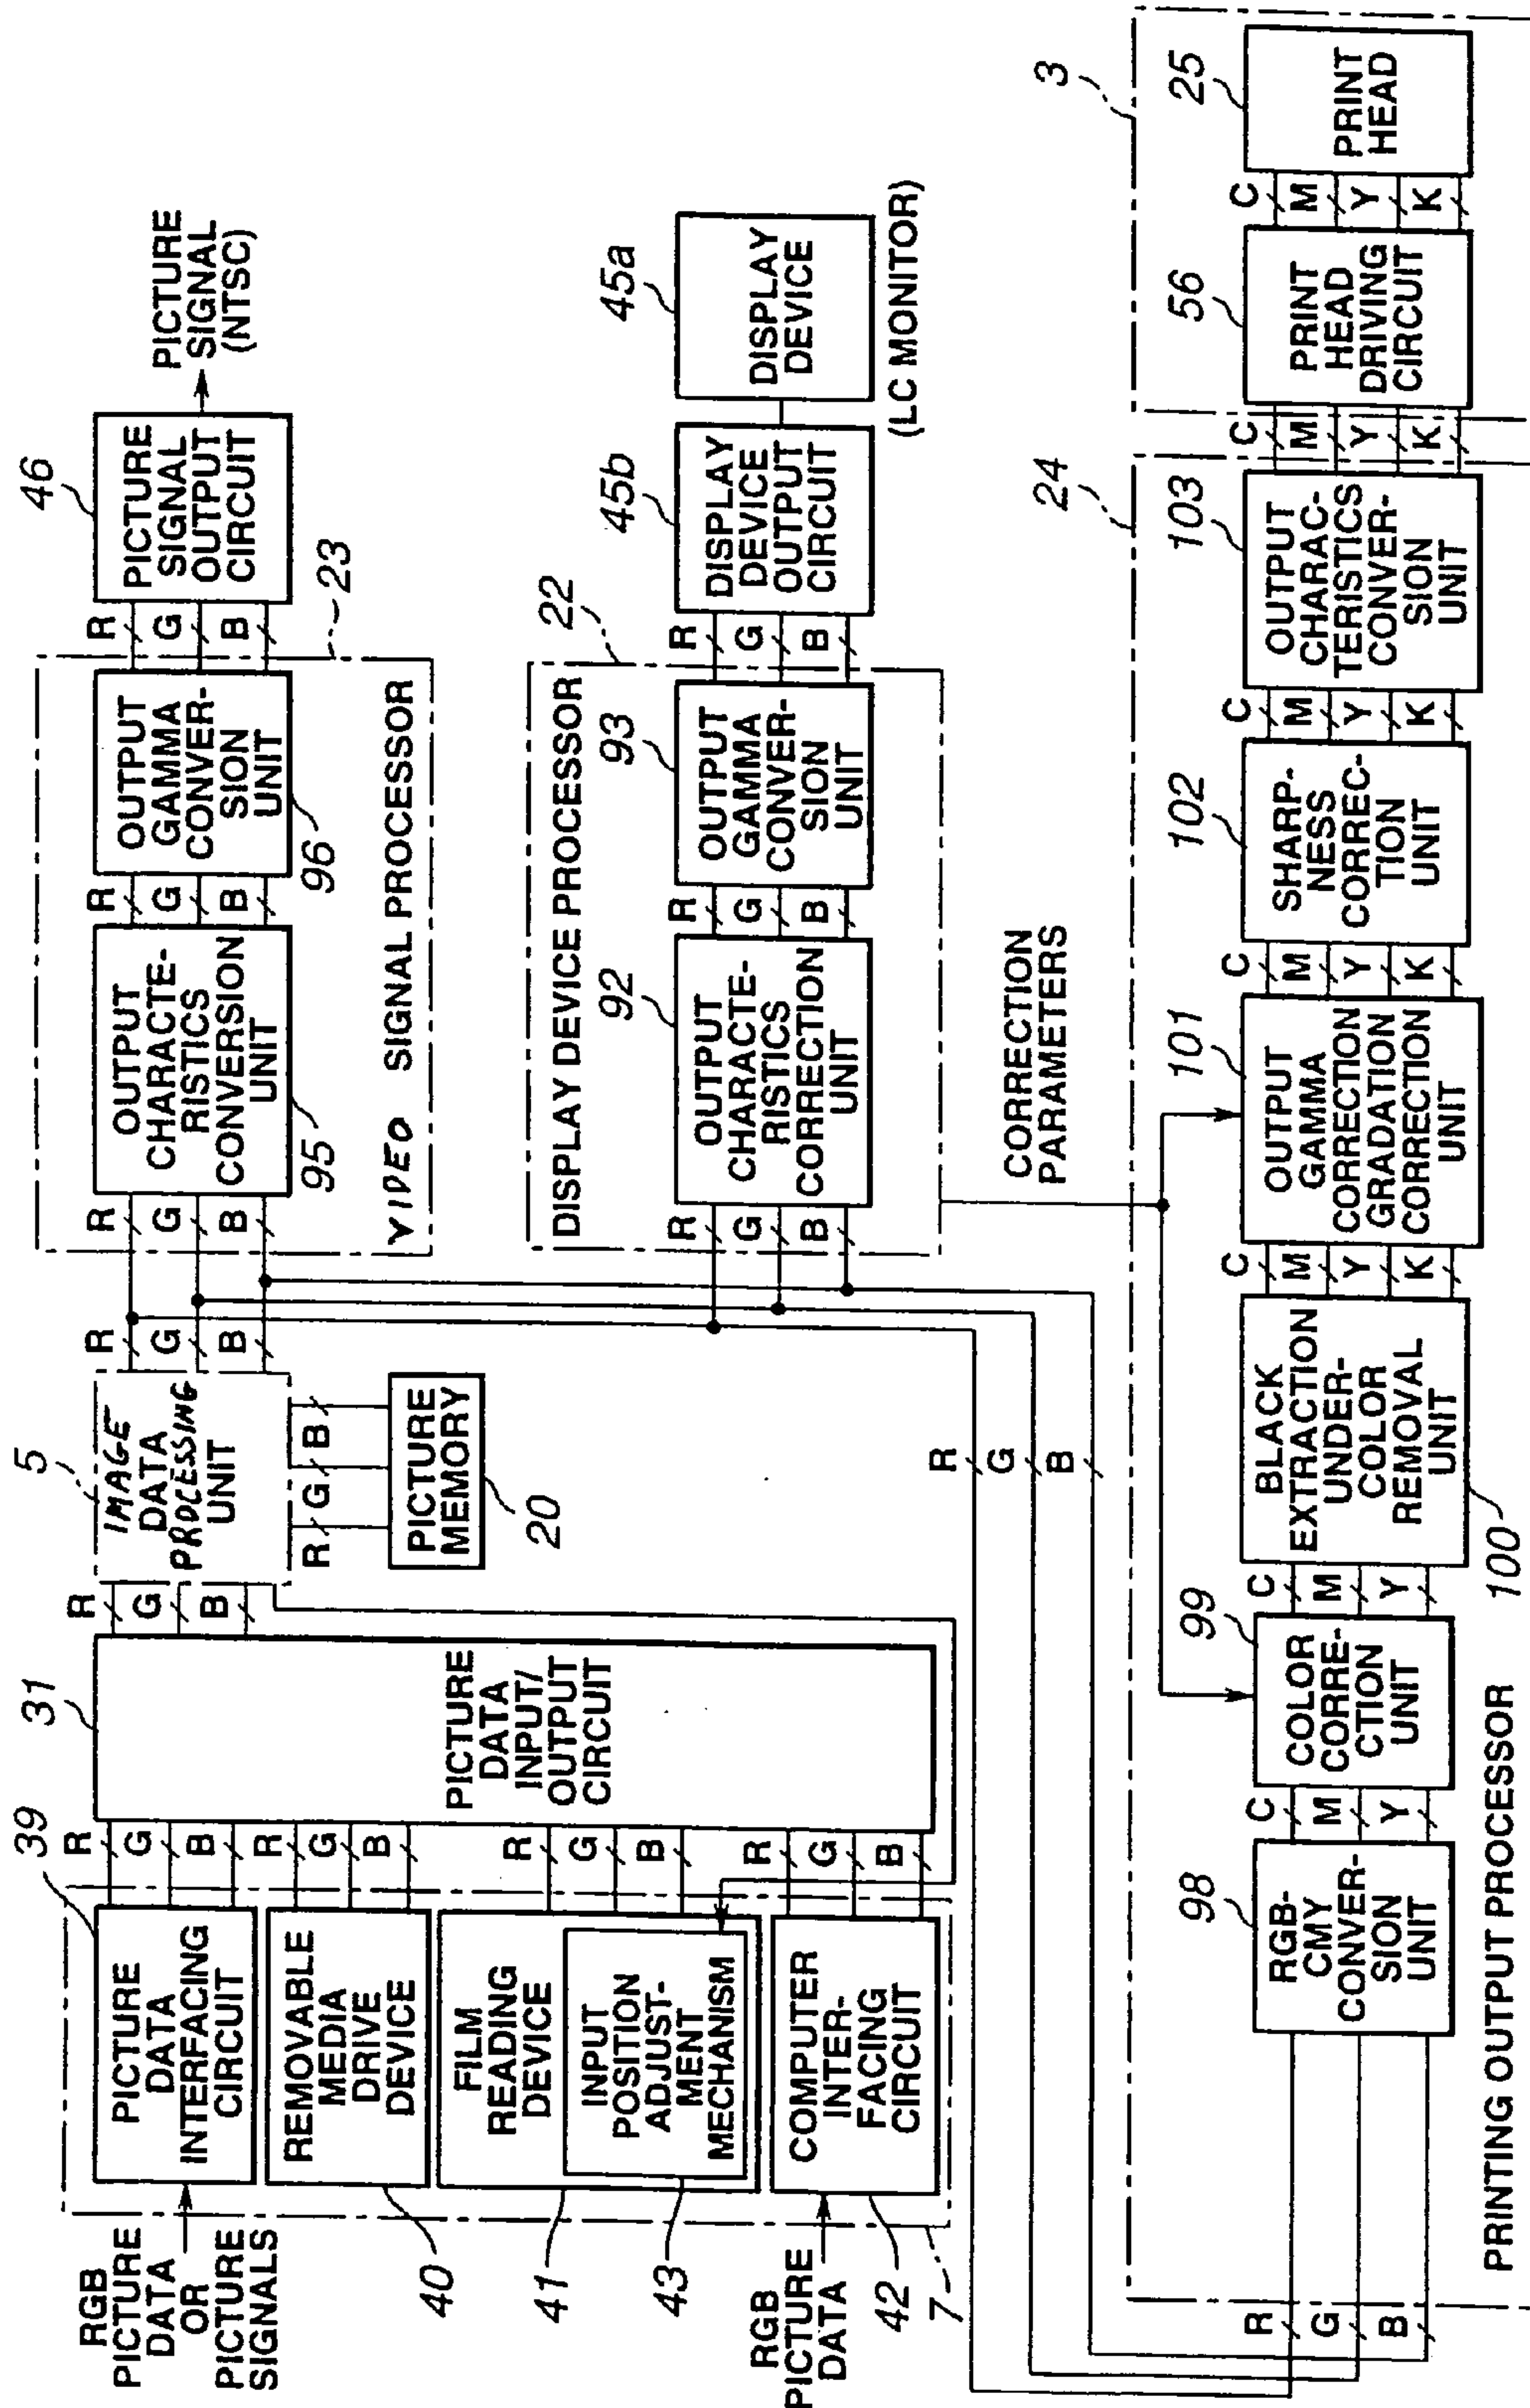 RGB
PICTURE
DATA
OR
PICTURE
SIGNALS
39
PICTURE
DATA
INTERFACING
CIRCUIT
R
G
B
REMOVABLE
MEDIA
DRIVE
DEVICE
40
R
G
B
FILM
READING
DEVICE
41
INPUT
POSITION
ADJUST-
MENT
MECHANISM
43
R
G
B
RGB
PICTURE
DATA
COMPUTER
INTER-
FACING
CIRCUIT
42
7
R
G
B
31
PICTURE
DATA
INPUT/
OUTPUT
CIRCUIT
R
G
B
5
IMAGE
DATA
PROCESSING
UNIT
R G B
PICTURE
MEMORY
20
R
G
B
R
G
B
OUTPUT
CHARACTE-
RISTICS
CONVERSION
UNIT
95
R
G
B
OUTPUT
GAMMA
CONVER-
SION
UNIT
96
VIDEO SIGNAL PROCESSOR
23
R
G
B
46
PICTURE
SIGNAL
OUTPUT
CIRCUIT
PICTURE
SIGNAL
(NTSC)
DISPLAY DEVICE PROCESSOR
22
R
G
B
92
OUTPUT
CHARACTE-
RISTICS
CORRECTION
UNIT
R
G
B
93
OUTPUT
GAMMA
CONVER-
SION
UNIT
R
G
B
45b
DISPLAY
DEVICE
OUTPUT
CIRCUIT
45a
DISPLAY
DEVICE
(LC MONITOR)
R
G
B
CORRECTION
PARAMETERS
24
3
R
G
B
98
RGB-
CMY
CONVER-
SION
UNIT
C
M
Y
99
COLOR
CORRE-
CTION
UNIT
C
M
Y
BLACK
EXTRACTION
UNDER-
COLOR
REMOVAL
UNIT
100
C
M
Y
K
101
OUTPUT
GAMMA
CORRECTION
GRADATION
CORRECTION
UNIT
C
M
Y
K
102
SHARP-
NESS
CORREC-
TION
UNIT
C
M
Y
K
103
OUTPUT
CHARAC-
TERISTICS
CONVER-
SION
UNIT
C
M
Y
K
56
PRINT
HEAD
DRIVING
CIRCUIT
C
M
Y
K
25
PRINT
HEAD
PRINTING OUTPUT PROCESSOR